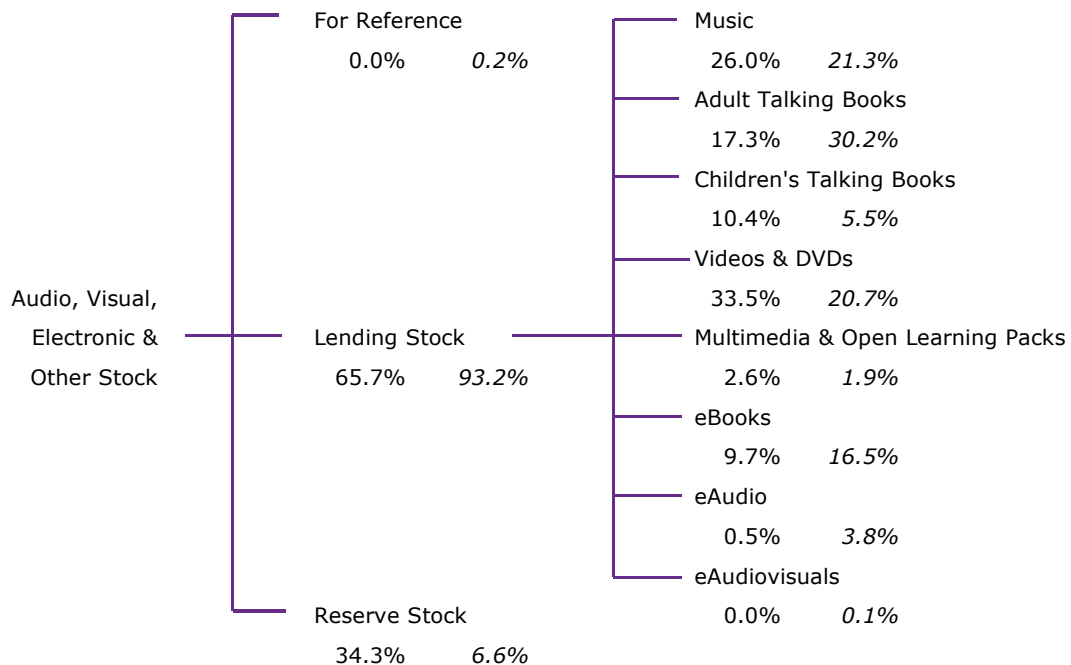 Audio, Visual,
Electronic &
Other Stock
For Reference
0.0% 0.2%
Lending Stock
65.7% 93.2%
Reserve Stock
34.3% 6.6%
Music
26.0% 21.3%
Adult Talking Books
17.3% 30.2%
Children's Talking Books
10.4% 5.5%
Videos & DVDs
33.5% 20.7%
Multimedia & Open Learning Packs
2.6% 1.9%
eBooks
9.7% 16.5%
eAudio
0.5% 3.8%
eAudiovisuals
0.0% 0.1%